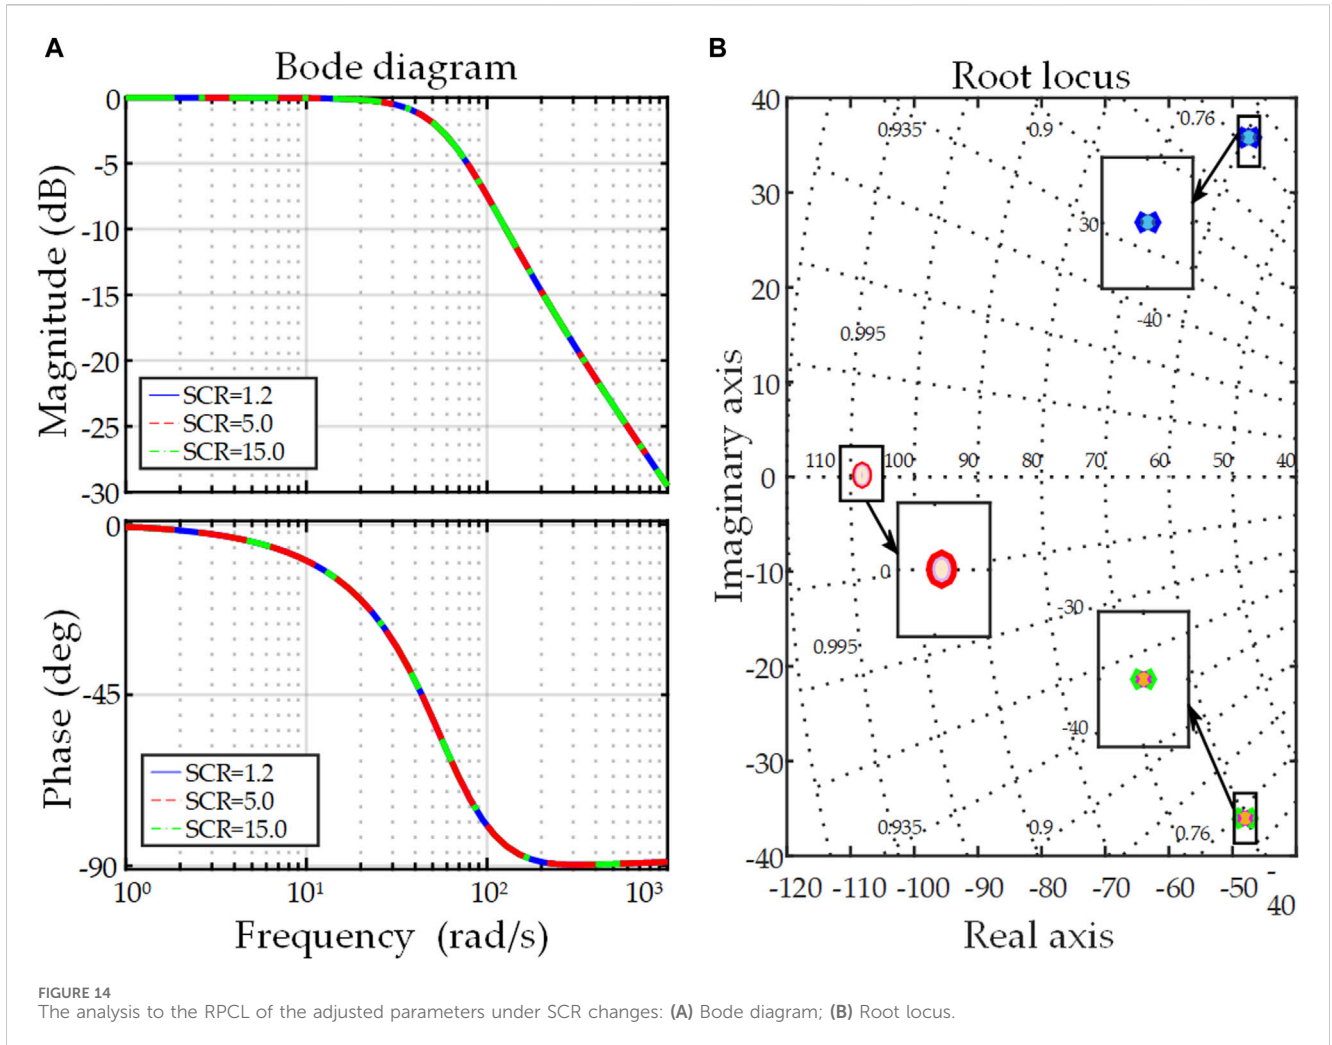 A
Bode diagram
Magnitude (dB)
0
-5
-10
-15
-20
-25
-30
SCR=1.2
SCR=5.0
SCR=15.0
Phase (deg)
0
-45
-90
SCR=1.2
SCR=5.0
SCR=15.0
10⁰ 10¹ 10² 10³
Frequency (rad/s)
B
Root locus
Imaginary axis
40
30
20
10
0
-10
-20
-30
-40
0.935 0.9 0.76
30
-40
0.995
110 100 90 80 70 60 50 40
0
-30
0.995
-40
0.935 0.9 0.76
-120 -110 -100 -90 -80 -70 -60 -50 -40
Real axis
FIGURE 14
The analysis to the RPCL of the adjusted parameters under SCR changes: (A) Bode diagram; (B) Root locus.